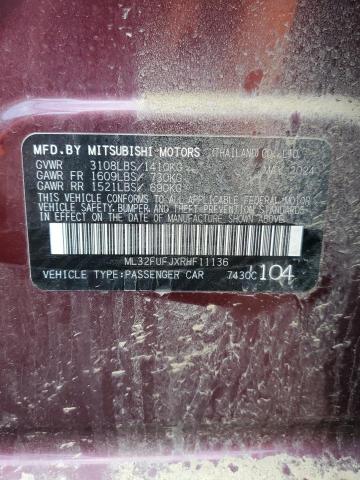 MFD.BY MITSUBISHI MOTORS (THAILAND) CO.,LTD.
GVWR 3108LBS/1410KG
GAWR FR 1609LBS/ 730KG
GAWR RR 1521LBS/ 690KG
THIS VEHICLE CONFORMS TO ALL APPLICABLE FEDERAL MOTOR
VEHICLE SAFETY, BUMPER, AND THEFT PREVENTION STANDARDS
IN EFFECT ON THE DATE OF MANUFACTURE SHOWN ABOVE.
ML32FUFJXRHF11136
VEHICLE TYPE:PASSENGER CAR 7430C 104